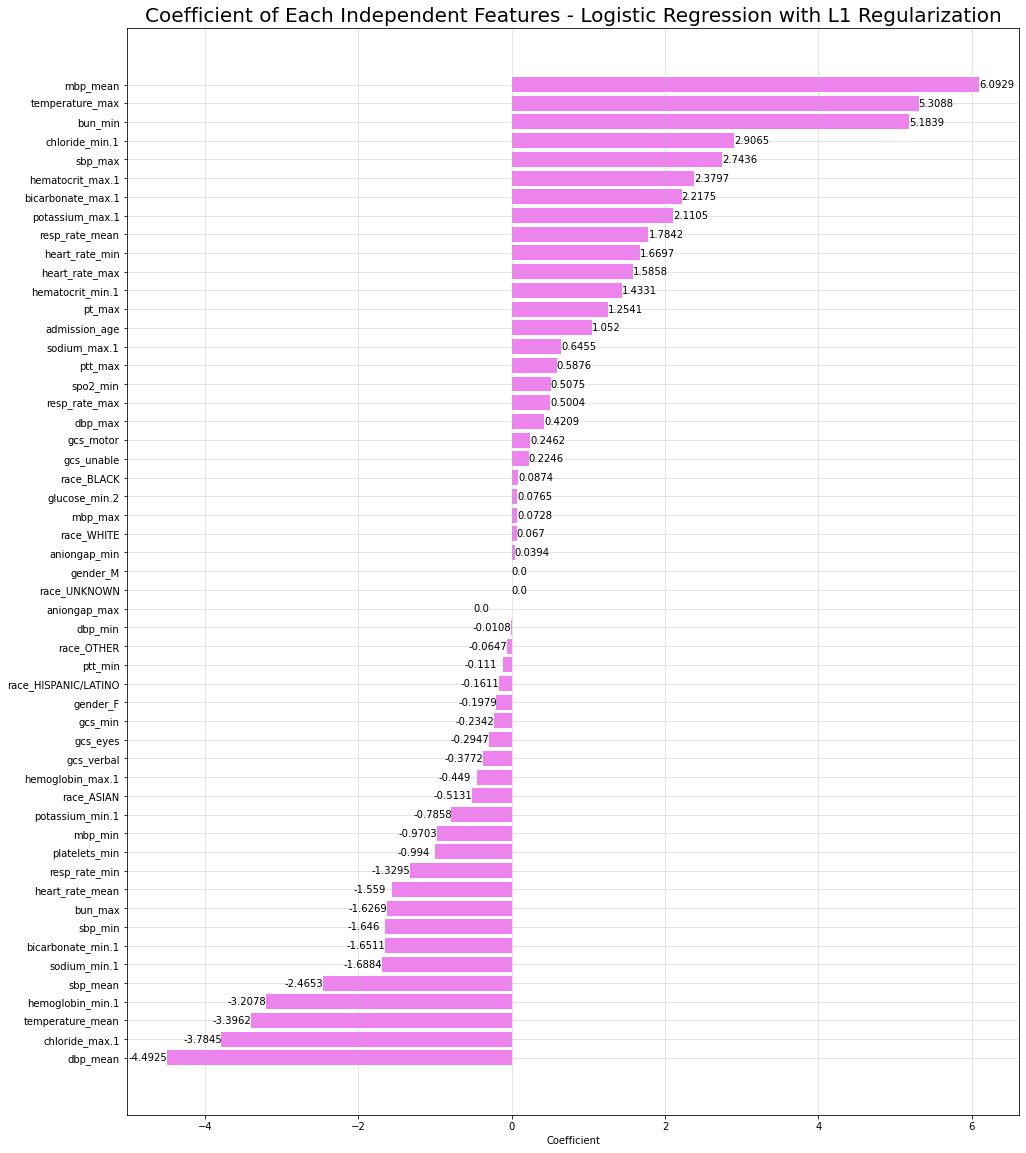 Coefficient of Each Independent Features - Logistic Regression with L1 Regularization
mbp_mean 6.0929
temperature_max 5.3088
bun_min 5.1839
chloride_min.1 2.9065
sbp_max 2.7436
hematocrit_max.1 2.3797
bicarbonate_max.1 2.2175
potassium_max.1 2.1105
resp_rate_mean 1.7842
heart_rate_min 1.6697
heart_rate_max 1.5858
hematocrit_min.1 1.4331
pt_max 1.2541
admission_age 1.052
sodium_max.1 0.6455
ptt_max 0.5876
spo2_min 0.5075
resp_rate_max 0.5004
dbp_max 0.4209
gcs_motor 0.2462
gcs_unable 0.2246
race_BLACK 0.0874
glucose_min.2 0.0765
mbp_max 0.0728
race_WHITE 0.067
aniongap_min 0.0394
gender_M 0.0
race_UNKNOWN 0.0
aniongap_max 0.0
dbp_min -0.0108
race_OTHER -0.0647
ptt_min -0.111
race_HISPANIC/LATINO -0.1611
gender_F -0.1979
gcs_min -0.2342
gcs_eyes -0.2947
gcs_verbal -0.3772
hemoglobin_max.1 -0.449
race_ASIAN -0.5131
potassium_min.1 -0.7858
mbp_min -0.9703
platelets_min -0.994
resp_rate_min -1.3295
heart_rate_mean -1.559
bun_max -1.6269
sbp_min -1.646
bicarbonate_min.1 -1.6511
sodium_min.1 -1.6884
sbp_mean -2.4653
hemoglobin_min.1 -3.2078
temperature_mean -3.3962
chloride_max.1 -3.7845
dbp_mean -4.4925
−4 −2 0 2 4 6
Coefficient